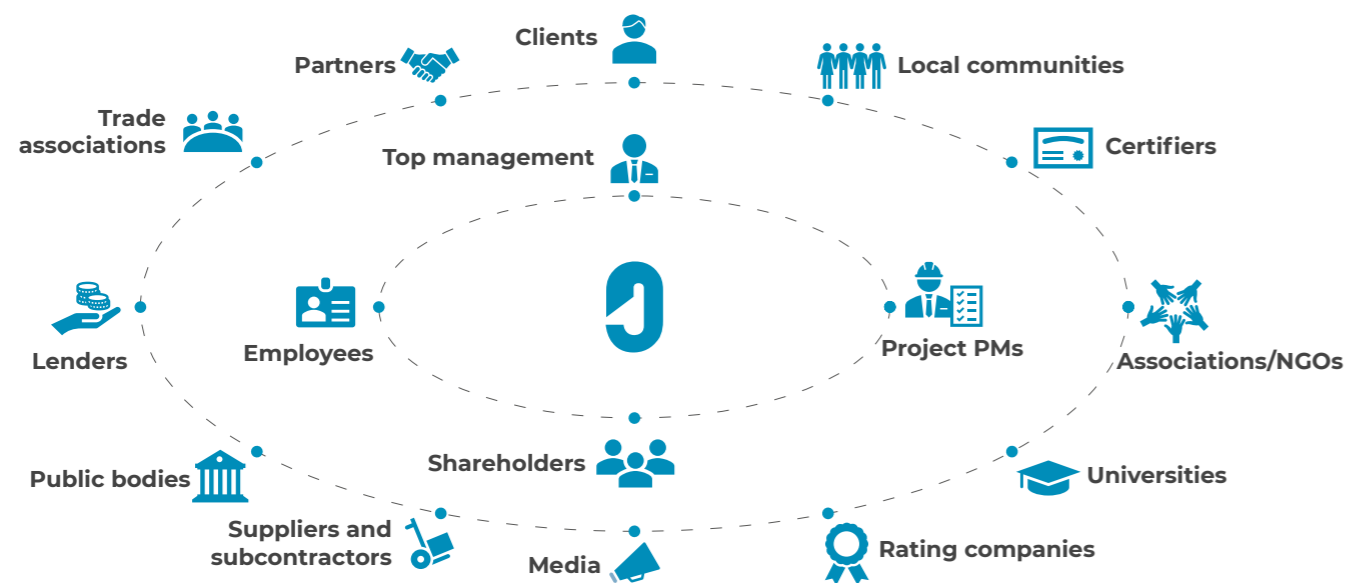 Clients
Partners
Local communities
Trade
associations
Certifiers
Top management
Lenders
Employees
Project PMs
Associations/NGOs
Shareholders
Public bodies
Universities
Suppliers and
subcontractors
Media
Rating companies